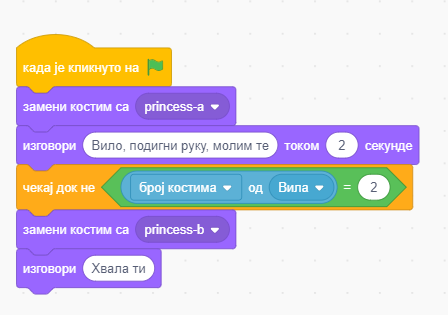 када је кликнуто на
замени костим са princess-a
изговори Вило, подигни руку, молим те током 2 секунде
чекај док не број костима од Вила = 2
замени костим са princess-b
изговори Хвала ти